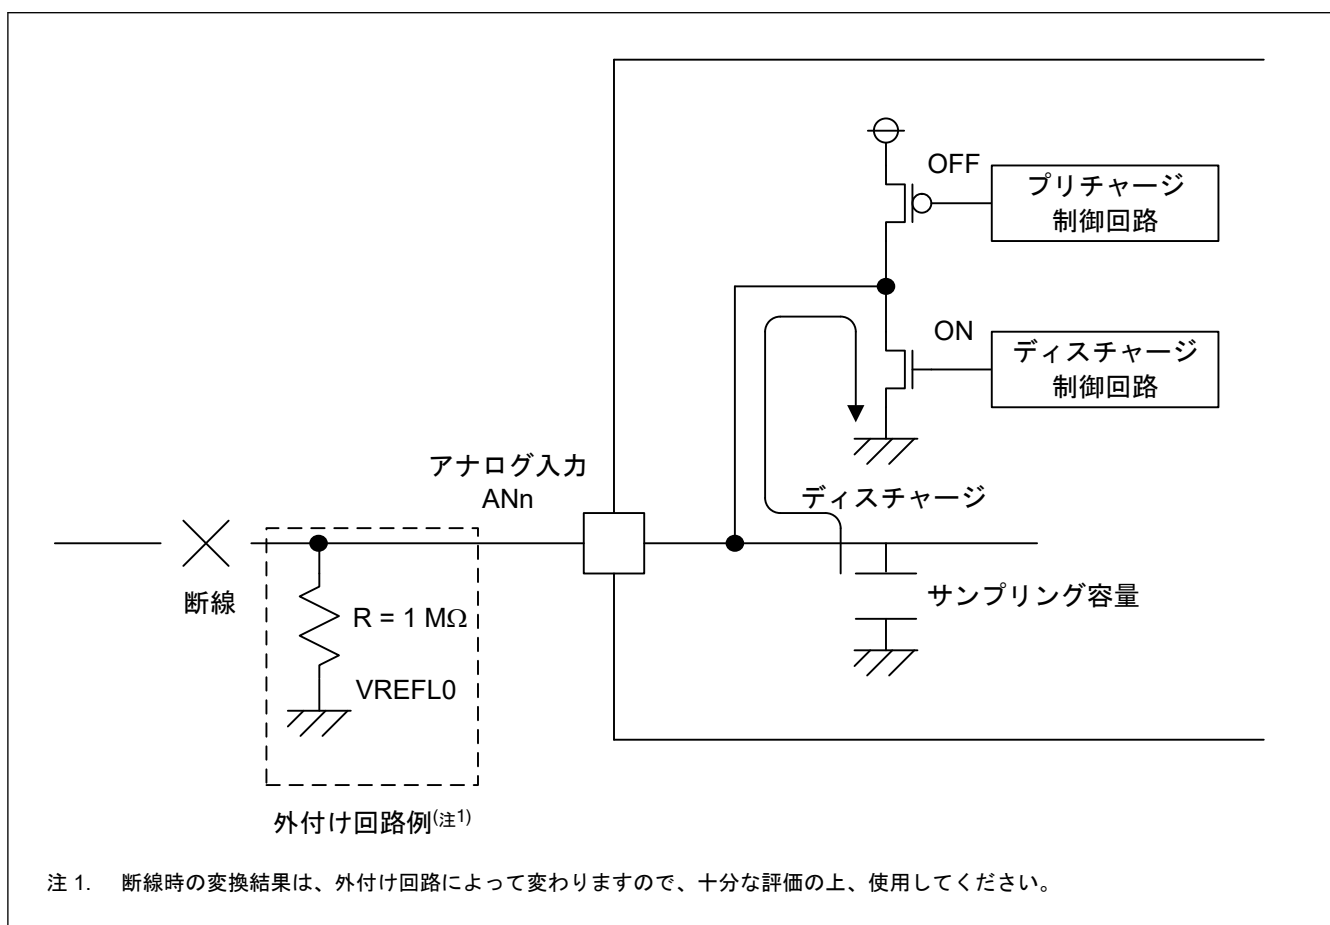 OFF
プリチャージ
制御回路
ON
ディスチャージ
制御回路
アナログ入力
ANn
ディスチャージ
断線
R = 1 MΩ
サンプリング容量
VREFL0
外付け回路例(注1)
注 1. 断線時の変換結果は、外付け回路によって変わりますので、十分な評価の上、使用してください。